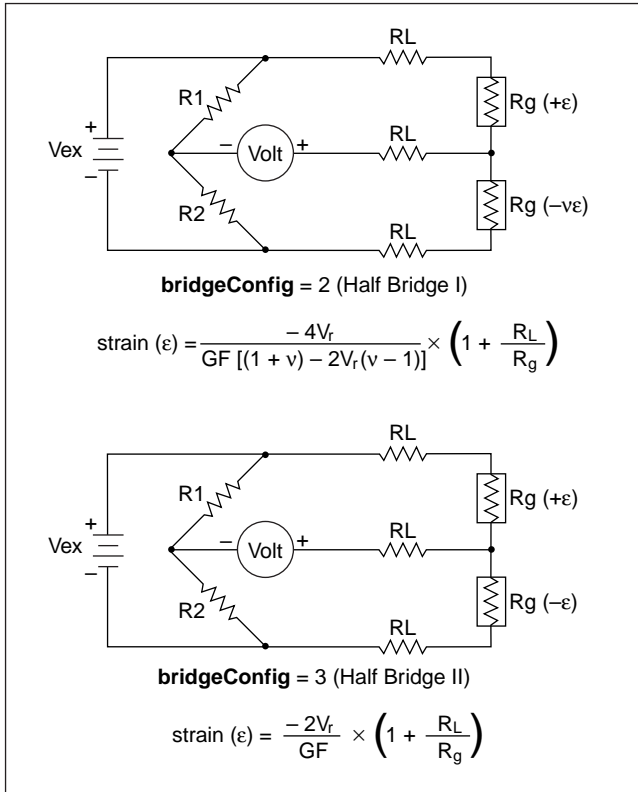 RL
R1
Rg (+ε)
+
Vex
–
– Volt +
RL
R2
Rg (–νε)
RL
bridgeConfig = 2 (Half Bridge I)
strain (ε) = – 4Vr / GF [(1 + ν) – 2Vr (ν – 1)] × (1 + RL / Rg)
RL
R1
Rg (+ε)
+
Vex
–
– Volt +
RL
R2
Rg (–ε)
RL
bridgeConfig = 3 (Half Bridge II)
strain (ε) = – 2Vr / GF × (1 + RL / Rg)